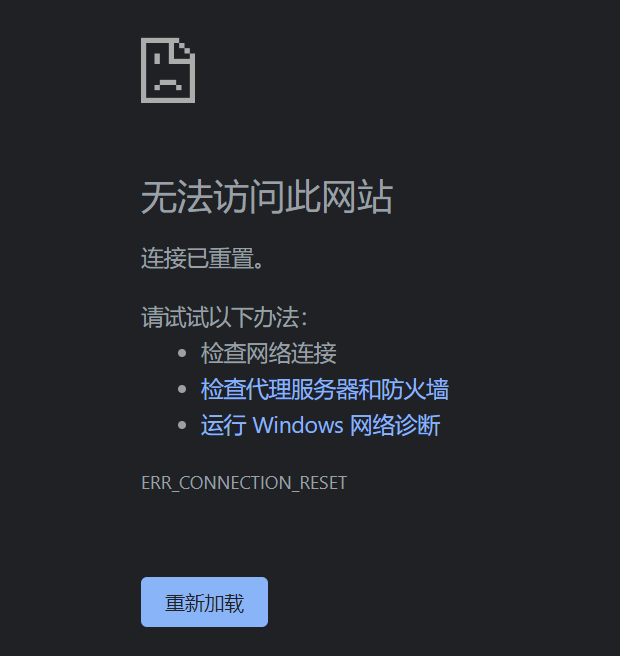 无法访问此网站
连接已重置。
请试试以下办法：
检查网络连接
检查代理服务器和防火墙
运行 Windows 网络诊断
ERR_CONNECTION_RESET
重新加载